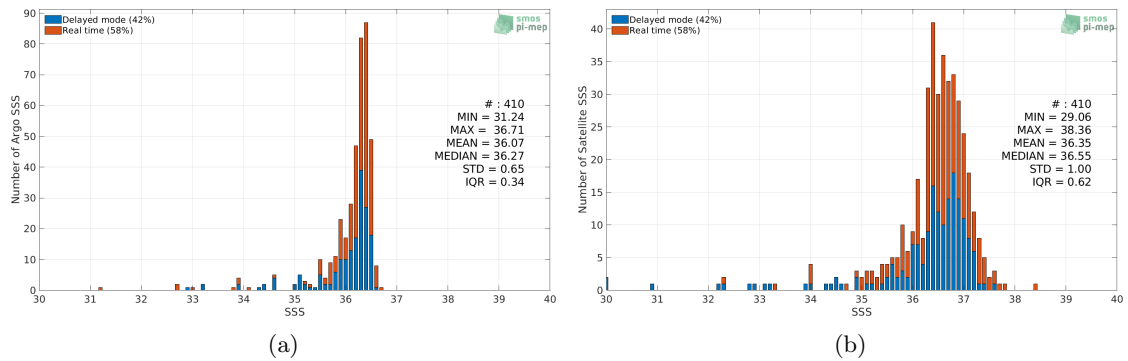 Delayed mode (42%)
Real time (58%)
smos
pi-mep
90
80
70
60
50
40
30
20
10
0
Number of Argo SSS
# : 410
MIN = 31.24
MAX = 36.71
MEAN = 36.07
MEDIAN = 36.27
STD = 0.65
IQR = 0.34
30 31 32 33 34 35 36 37 38 39 40
SSS
(a)
Delayed mode (42%)
Real time (58%)
smos
pi-mep
40
35
30
25
20
15
10
5
0
Number of Satellite SSS
# : 410
MIN = 29.06
MAX = 38.36
MEAN = 36.35
MEDIAN = 36.55
STD = 1.00
IQR = 0.62
30 31 32 33 34 35 36 37 38 39 40
SSS
(b)